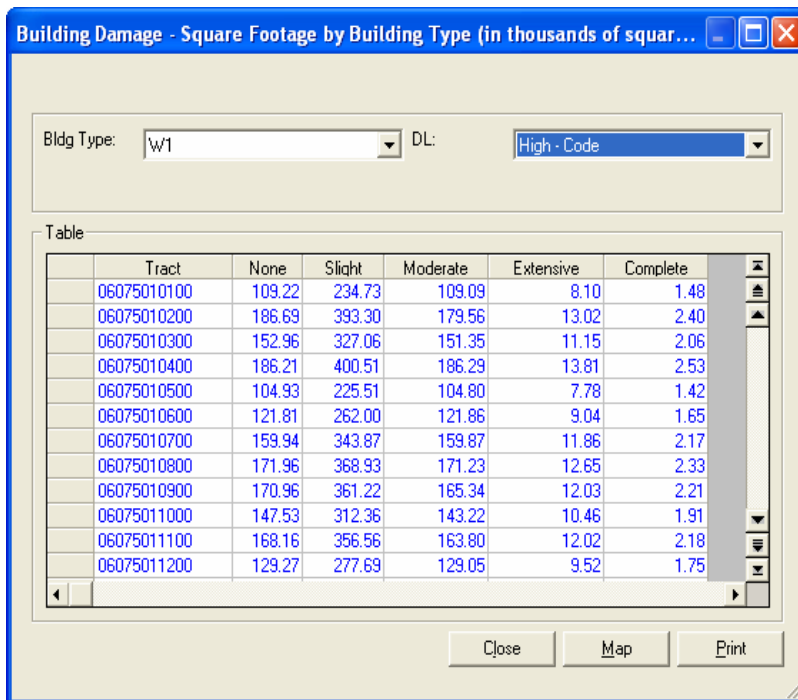 Building Damage - Square Footage by Building Type (in thousands of squar...
Bldg Type: W1 DL: High - Code
Table
Tract None Slight Moderate Extensive Complete
06075010100 109.22 234.73 109.09 8.10 1.48
06075010200 186.69 393.30 179.56 13.02 2.40
06075010300 152.96 327.06 151.35 11.15 2.06
06075010400 186.21 400.51 186.29 13.81 2.53
06075010500 104.93 225.51 104.80 7.78 1.42
06075010600 121.81 262.00 121.86 9.04 1.65
06075010700 159.94 343.87 159.87 11.86 2.17
06075010800 171.96 368.93 171.23 12.65 2.33
06075010900 170.96 361.22 165.34 12.03 2.21
06075011000 147.53 312.36 143.22 10.46 1.91
06075011100 168.16 356.56 163.80 12.02 2.18
06075011200 129.27 277.69 129.05 9.52 1.75
Close Map Print